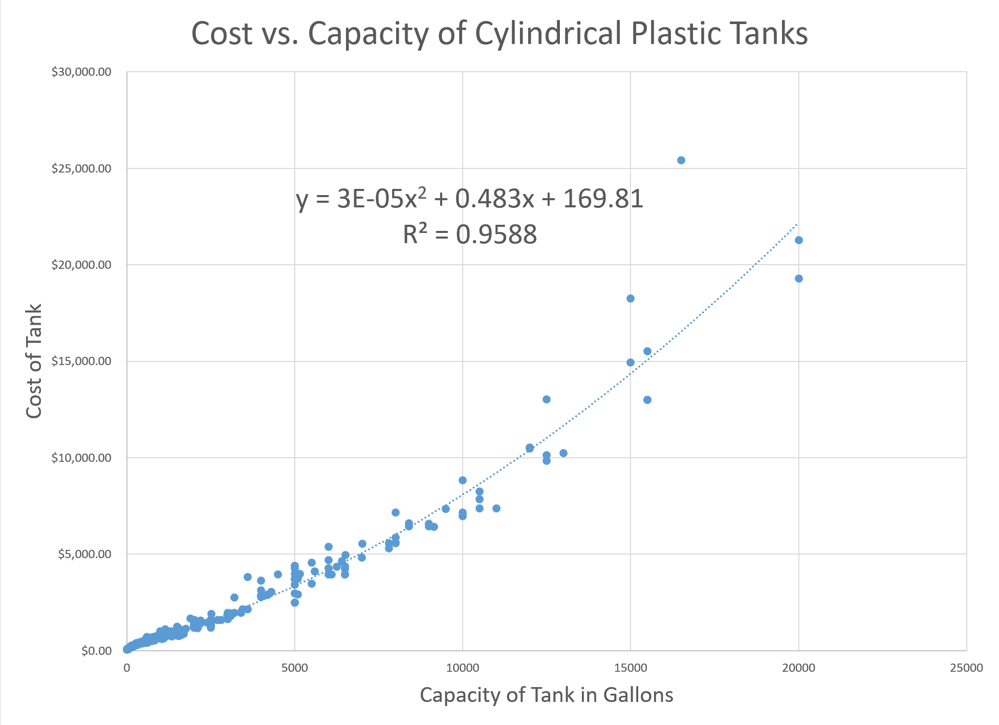 Cost vs. Capacity of Cylindrical Plastic Tanks
$30,000.00
$25,000.00
y = 3E-05x² + 0.483x + 169.81
R² = 0.9588
$20,000.00
$15,000.00
$10,000.00
$5,000.00
$0.00
Cost of Tank
0 5000 10000 15000 20000 25000
Capacity of Tank in Gallons